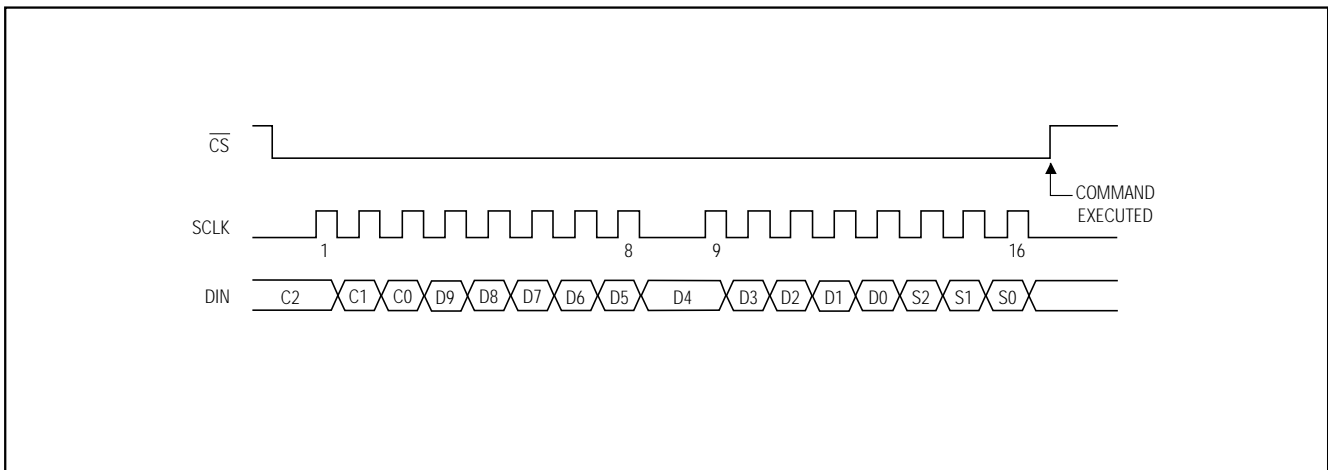 CS
COMMAND
EXECUTED
SCLK
1 8 9 16
DIN C2 C1 C0 D9 D8 D7 D6 D5 D4 D3 D2 D1 D0 S2 S1 S0